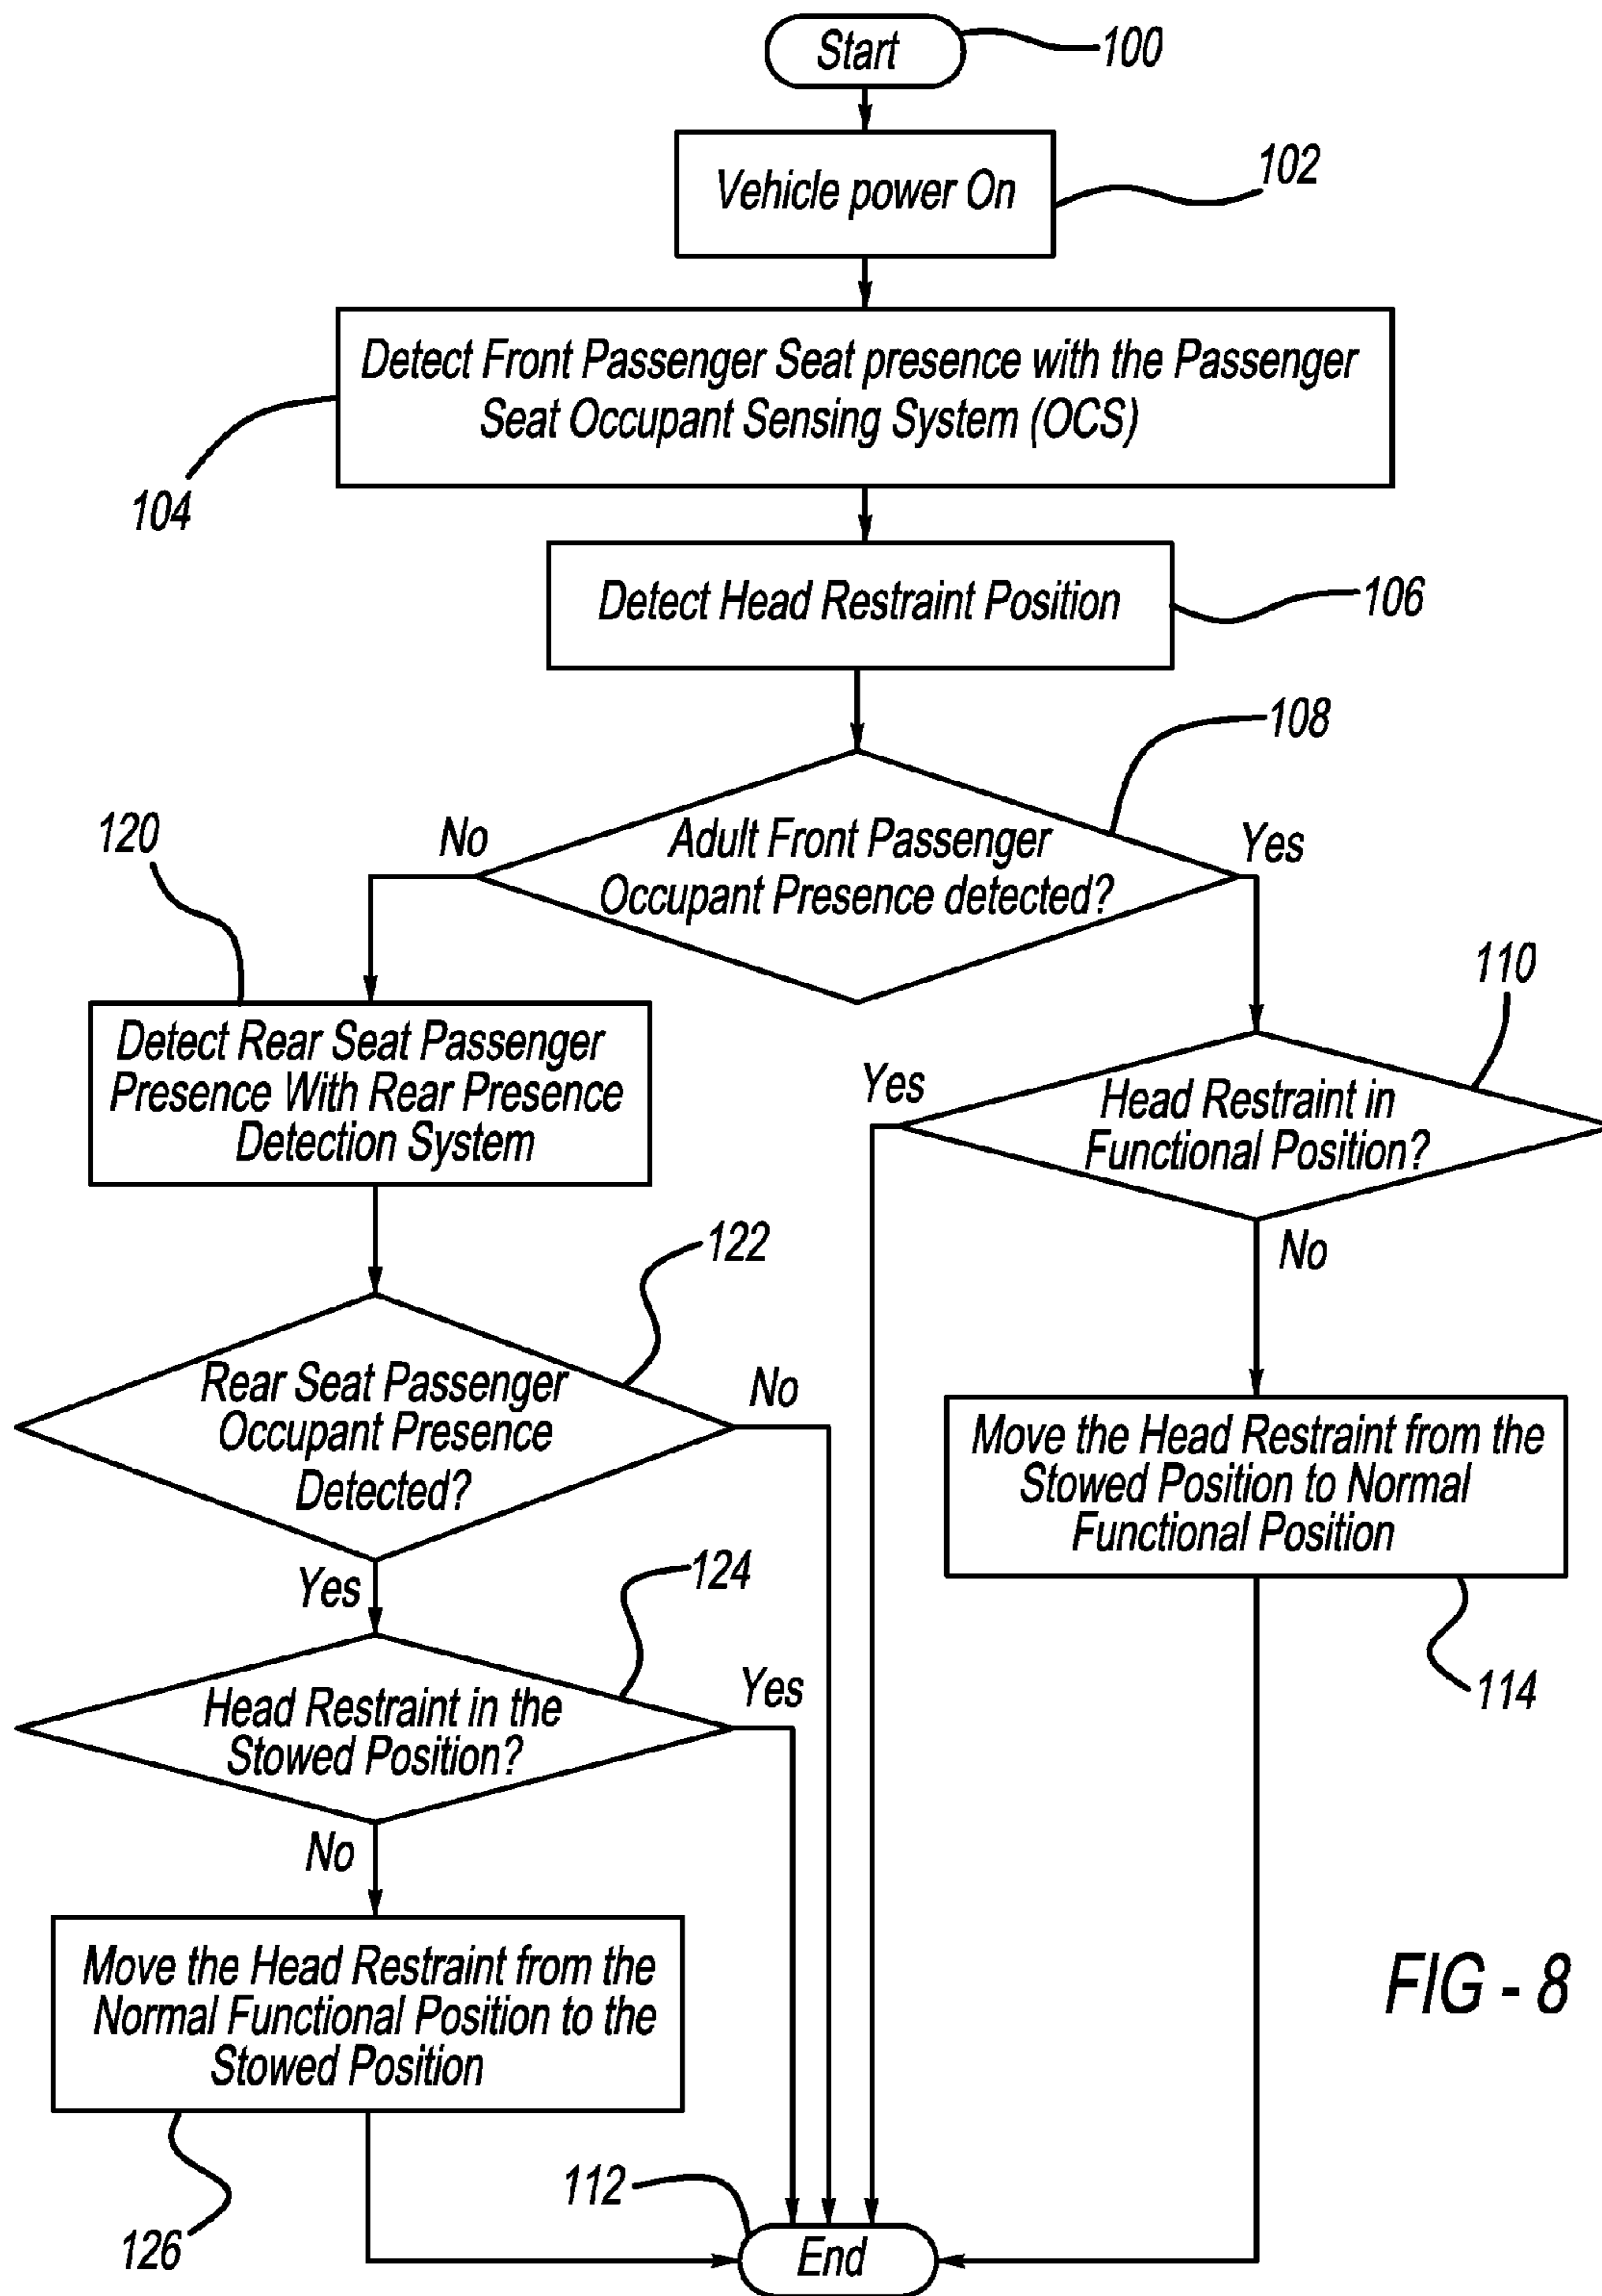 Start
100
Vehicle power On
102
Detect Front Passenger Seat presence with the Passenger
Seat Occupant Sensing System (OCS)
104
Detect Head Restraint Position
106
108
Adult Front Passenger
Occupant Presence detected?
No
Yes
120
Detect Rear Seat Passenger
Presence With Rear Presence
Detection System
110
Yes
Head Restraint in
Functional Position?
No
122
Rear Seat Passenger
Occupant Presence
Detected?
No
Yes
Move the Head Restraint from the
Stowed Position to Normal
Functional Position
114
124
Head Restraint in the
Stowed Position?
Yes
No
Move the Head Restraint from the
Normal Functional Position to the
Stowed Position
126
112
End
FIG - 8